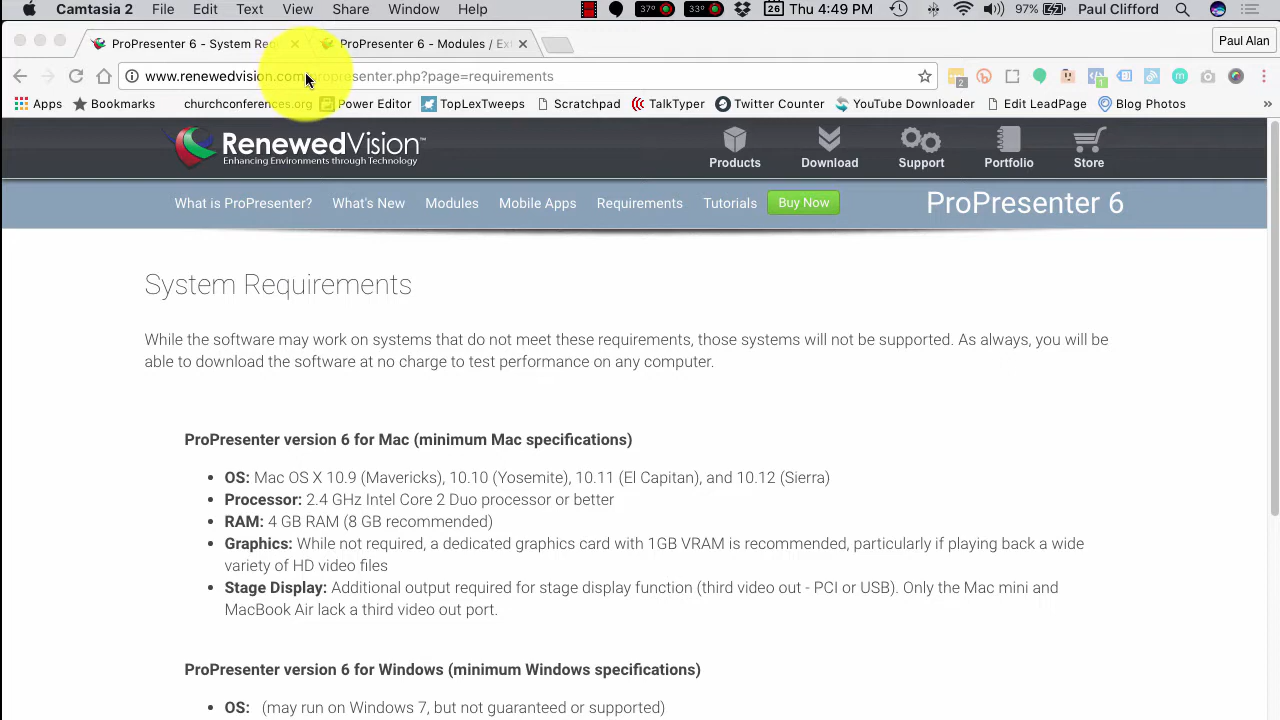 Camtasia 2 File Edit Text View Share Window Help 37° 33° 26 Thu 4:49 PM 97% Paul Clifford
ProPresenter 6 - System Req ProPresenter 6 - Modules / Ex Paul Alan
www.renewedvision.com/propresenter.php?page=requirements
Apps Bookmarks churchconferences.org Power Editor TopLexTweeps Scratchpad TalkTyper Twitter Counter YouTube Downloader Edit LeadPage Blog Photos »
RenewedVision™
Enhancing Environments through Technology
Products Download Support Portfolio Store
What is ProPresenter? What's New Modules Mobile Apps Requirements Tutorials Buy Now ProPresenter 6
System Requirements
While the software may work on systems that do not meet these requirements, those systems will not be supported. As always, you will be
able to download the software at no charge to test performance on any computer.
ProPresenter version 6 for Mac (minimum Mac specifications)
• OS: Mac OS X 10.9 (Mavericks), 10.10 (Yosemite), 10.11 (El Capitan), and 10.12 (Sierra)
• Processor: 2.4 GHz Intel Core 2 Duo processor or better
• RAM: 4 GB RAM (8 GB recommended)
• Graphics: While not required, a dedicated graphics card with 1GB VRAM is recommended, particularly if playing back a wide
variety of HD video files
• Stage Display: Additional output required for stage display function (third video out - PCI or USB). Only the Mac mini and
MacBook Air lack a third video out port.
ProPresenter version 6 for Windows (minimum Windows specifications)
• OS: (may run on Windows 7, but not guaranteed or supported)